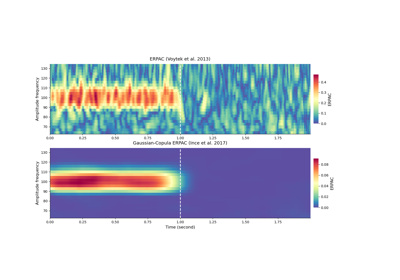 ERPAC (Voytek et al. 2013)
Amplitude frequency
130
120
110
100
90
80
70
0.00 0.25 0.50 0.75 1.00 1.25 1.50 1.75
0.4
0.3
0.2
0.1
0.0
ERPAC
Gaussian-Copula ERPAC (Ince et al. 2017)
Amplitude frequency
130
120
110
100
90
80
70
0.00 0.25 0.50 0.75 1.00 1.25 1.50 1.75
Time (second)
0.08
0.06
0.04
0.02
0.00
ERPAC